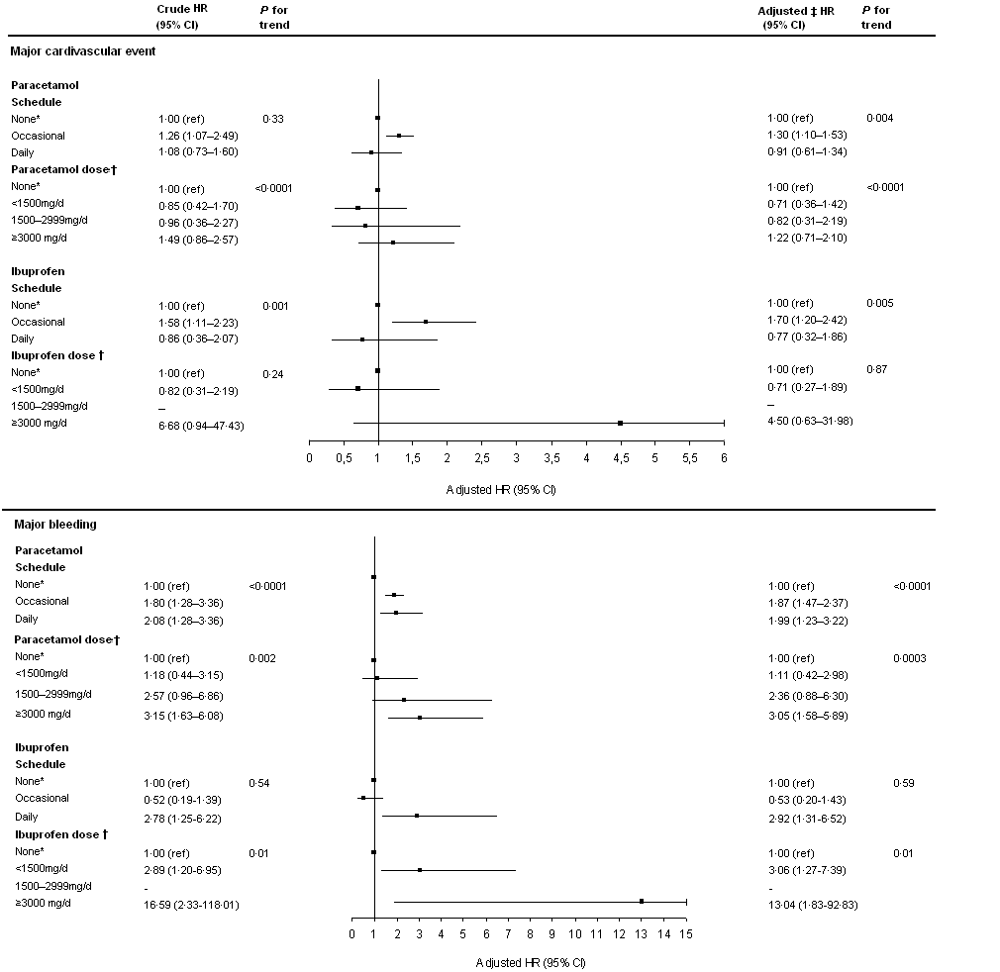 Crude HR P for Adjusted ‡ HR P for
(95% CI) trend (95% CI) trend
Major cardivascular event
Paracetamol
Schedule
None* 1·00 (ref) 0·33 1·00 (ref) 0·004
Occasional 1·26 (1·07–2·49) 1·30 (1·10–1·53)
Daily 1·08 (0·73–1·60) 0·91 (0·61–1·34)
Paracetamol dose†
None* 1·00 (ref) <0·0001 1·00 (ref) <0·0001
<1500mg/d 0·85 (0·42–1·70) 0·71 (0·36–1·42)
1500–2999mg/d 0·96 (0·36–2·27) 0·82 (0·31–2·19)
≥3000 mg/d 1·49 (0·86–2·57) 1·22 (0·71–2·10)
Ibuprofen
Schedule
None* 1·00 (ref) 0·001 1·00 (ref) 0·005
Occasional 1·58 (1·11–2·23) 1·70 (1·20–2·42)
Daily 0·86 (0·36–2·07) 0·77 (0·32–1·86)
Ibuprofen dose †
None* 1·00 (ref) 0·24 1·00 (ref) 0·87
<1500mg/d 0·82 (0·31–2·19) 0·71 (0·27–1·89)
1500–2999mg/d – –
≥3000 mg/d 6·68 (0·94–47·43) 4·50 (0·63–31·98)
0 0,5 1 2 2,5 3 3,5 4 4,5 5 5,5 6
Adjusted HR (95% CI)
Major bleeding
Paracetamol
Schedule
None* 1·00 (ref) <0·0001 1·00 (ref) <0·0001
Occasional 1·80 (1·28–3·36) 1·87 (1·47–2·37)
Daily 2·08 (1·28–3·36) 1·99 (1·23–3·22)
Paracetamol dose†
None* 1·00 (ref) 0·002 1·00 (ref) 0·0003
<1500mg/d 1·18 (0·44–3·15) 1·11 (0·42–2·98)
1500–2999mg/d 2·57 (0·96–6·86) 2·36 (0·88–6·30)
≥3000 mg/d 3·15 (1·63–6·08) 3·05 (1·58–5·89)
Ibuprofen
Schedule
None* 1·00 (ref) 0·54 1·00 (ref) 0·59
Occasional 0·52 (0·19-1·39) 0·53 (0·20-1·43)
Daily 2·78 (1·25-6·22) 2·92 (1·31-6·52)
Ibuprofen dose †
None* 1·00 (ref) 0·01 1·00 (ref) 0·01
<1500mg/d 2·89 (1·20-6·95) 3·06 (1·27-7·39)
1500–2999mg/d - -
≥3000 mg/d 16·59 (2·33-118·01) 13·04 (1·83-92·83)
0 1 2 3 4 5 6 7 8 9 10 11 12 13 14 15
Adjusted HR (95% CI)